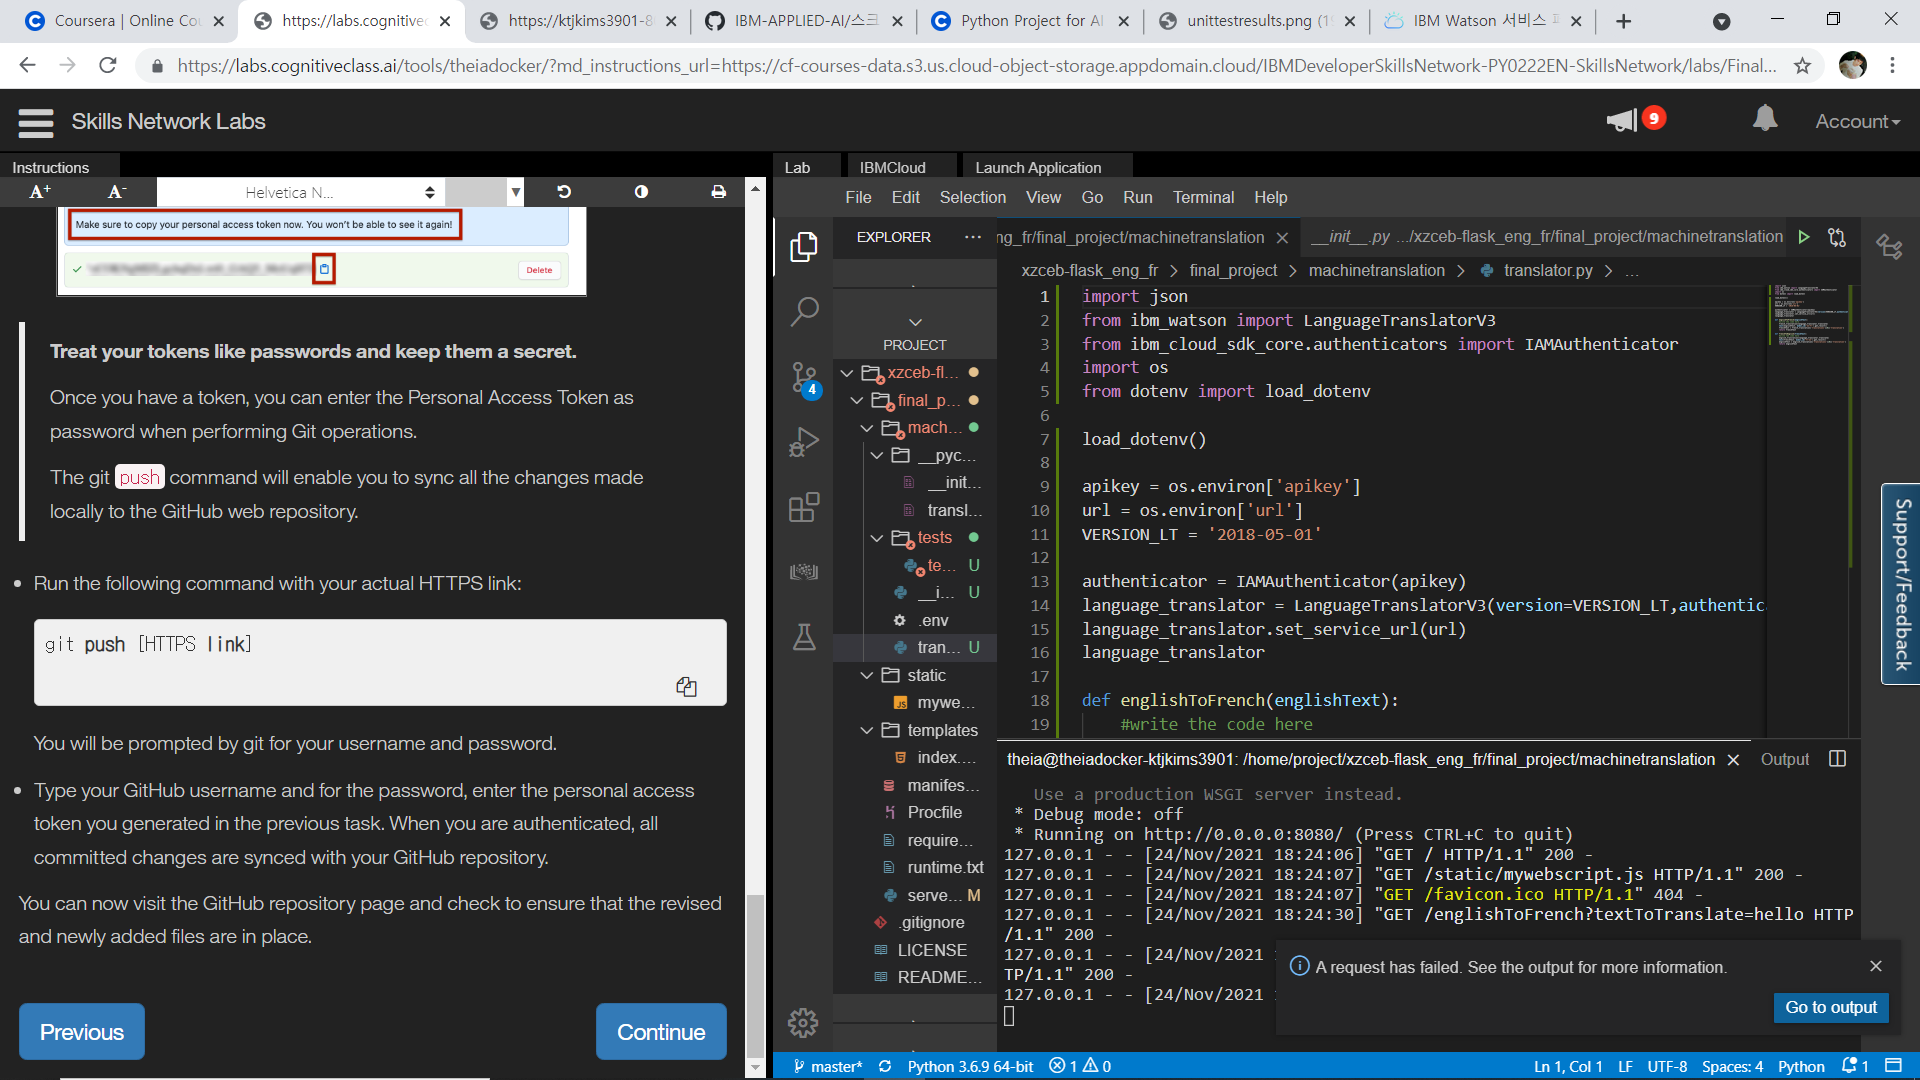 Coursera | Online Cou
https://labs.cognitivec
https://ktjkims3901-8
IBM-APPLIED-AI/스크
Python Project for AI
unittestresults.png (19
IBM Watson 서비스 페
https://labs.cognitiveclass.ai/tools/theiadocker/?md_instructions_url=https://cf-courses-data.s3.us.cloud-object-storage.appdomain.cloud/IBMDeveloperSkillsNetwork-PY0222EN-SkillsNetwork/labs/Final...
Skills Network Labs
9
Account
Instructions
A+ A- Helvetica N...
Make sure to copy your personal access token now. You won't be able to see it again!
Delete
Treat your tokens like passwords and keep them a secret.
Once you have a token, you can enter the Personal Access Token as
password when performing Git operations.
The git push command will enable you to sync all the changes made
locally to the GitHub web repository.
• Run the following command with your actual HTTPS link:
git push [HTTPS link]
You will be prompted by git for your username and password.
• Type your GitHub username and for the password, enter the personal access
token you generated in the previous task. When you are authenticated, all
committed changes are synced with your GitHub repository.
You can now visit the GitHub repository page and check to ensure that the revised
and newly added files are in place.
Previous
Continue
Lab
IBMCloud
Launch Application
File Edit Selection View Go Run Terminal Help
4
EXPLORER ...
PROJECT
xzceb-fl...
final_p...
mach...
__pyc...
__init...
transl...
tests
te... U
__i... U
.env
tran... U
static
JS mywe...
templates
index....
manifes...
Procfile
require...
runtime.txt
serve... M
.gitignore
LICENSE
README...
ng_fr/final_project/machinetranslation
__init__.py .../xzceb-flask_eng_fr/final_project/machinetranslation
xzceb-flask_eng_fr > final_project > machinetranslation > translator.py > ...
1 import json
2 from ibm_watson import LanguageTranslatorV3
3 from ibm_cloud_sdk_core.authenticators import IAMAuthenticator
4 import os
5 from dotenv import load_dotenv
6
7 load_dotenv()
8
9 apikey = os.environ['apikey']
10 url = os.environ['url']
11 VERSION_LT = '2018-05-01'
12
13 authenticator = IAMAuthenticator(apikey)
14 language_translator = LanguageTranslatorV3(version=VERSION_LT,authentic
15 language_translator.set_service_url(url)
16 language_translator
17
18 def englishToFrench(englishText):
19 #write the code here
theia@theiadocker-ktjkims3901: /home/project/xzceb-flask_eng_fr/final_project/machinetranslation
Output
Use a production WSGI server instead.
* Debug mode: off
* Running on http://0.0.0.0:8080/ (Press CTRL+C to quit)
127.0.0.1 - - [24/Nov/2021 18:24:06] "GET / HTTP/1.1" 200 -
127.0.0.1 - - [24/Nov/2021 18:24:07] "GET /static/mywebscript.js HTTP/1.1" 200 -
127.0.0.1 - - [24/Nov/2021 18:24:07] "GET /favicon.ico HTTP/1.1" 404 -
127.0.0.1 - - [24/Nov/2021 18:24:30] "GET /englishToFrench?textToTranslate=hello HTTP
/1.1" 200 -
127.0.0.1 - - [24/Nov/2021
TP/1.1" 200 -
127.0.0.1 - - [24/Nov/2021
A request has failed. See the output for more information.
Go to output
Support/Feedback
master* Python 3.6.9 64-bit 1 0
Ln 1, Col 1 LF UTF-8 Spaces: 4 Python 1